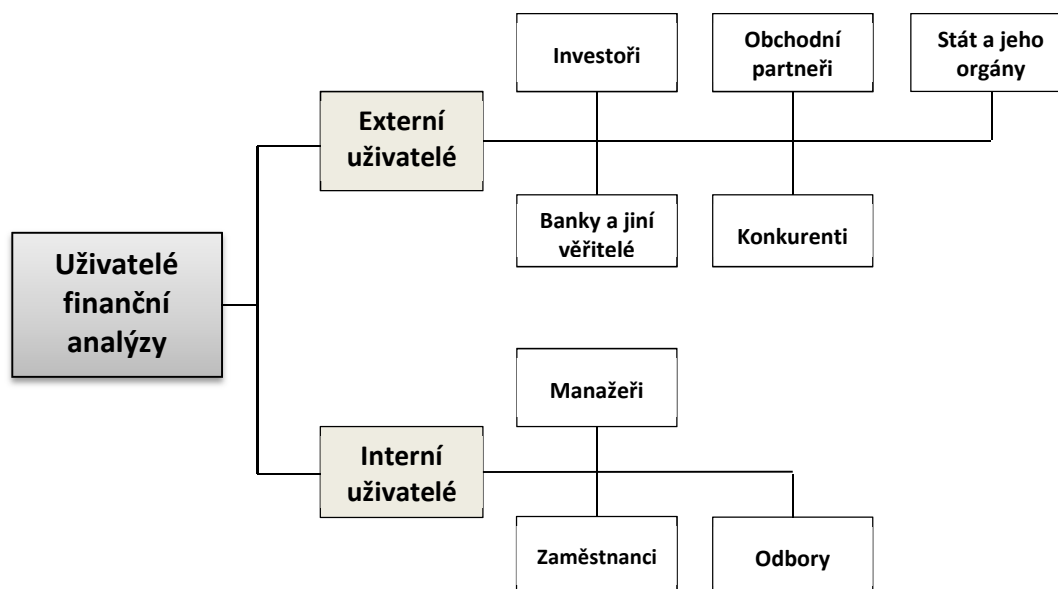 Investoři
Obchodní
partneři
Stát a jeho
orgány
Externí
uživatelé
Banky a jiní
věřitelé
Konkurenti
Uživatelé
finanční
analýzy
Manažeři
Interní
uživatelé
Zaměstnanci
Odbory